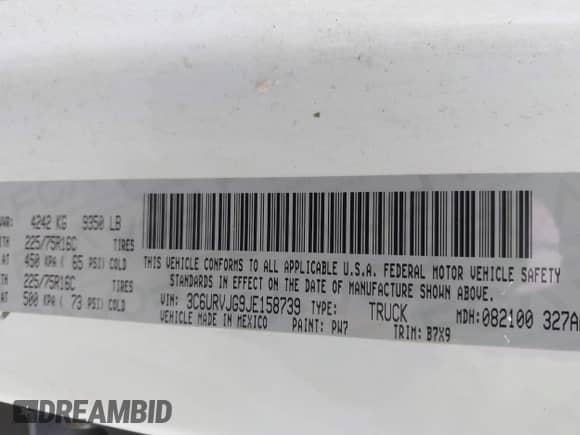 4242 KG 9350 LB
225/75R16C TIRES
AT 450 KPA ( 65 PSI) COLD
225/75R16C TIRES
AT 500 KPA ( 73 PSI) COLD
THIS VEHICLE CONFORMS TO ALL APPLICABLE U.S.A. FEDERAL MOTOR VEHICLE SAFETY
STANDARDS IN EFFECT ON THE DATE OF MANUFACTURE SHOWN ABOVE.
VIN: 3C6URVJG9JE158739 TYPE: TRUCK MDH: 082100 327A
VEHICLE MADE IN MEXICO PAINT: PW7 TRIM: B7X9
DREAMBID